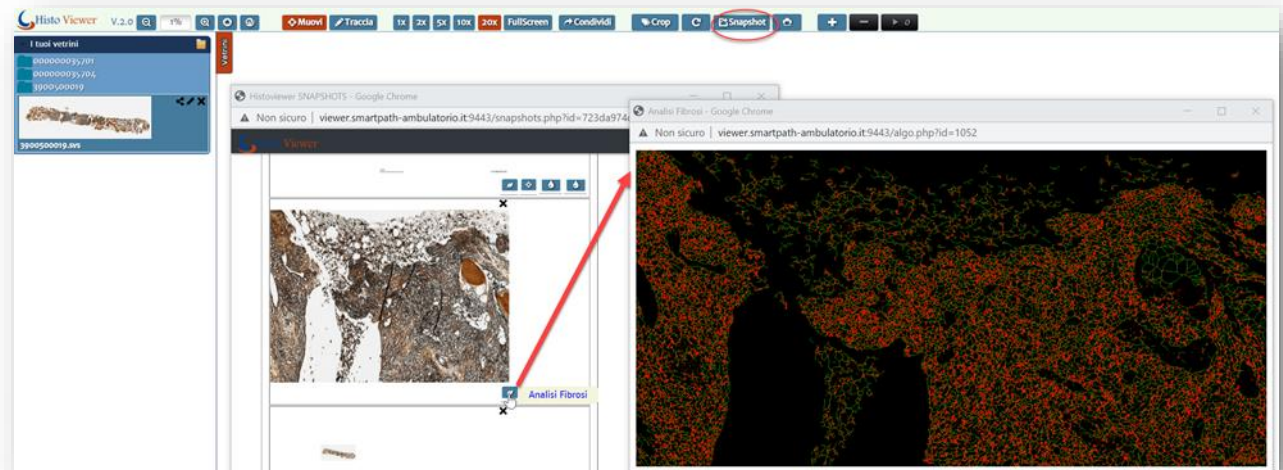 Histo Viewer V.2.0 1% Muovi Traccia 1X 2X 5X 10X 20X FullScreen Condividi Crop Snapshot
I tuoi vetrini
Vetrini
000000035701
000000035704
3900500019
3900500019.svs
Histoviewer SNAPSHOTS - Google Chrome
Non sicuro | viewer.smartpath-ambulatorio.it:9443/snapshots.php?id=723da974
Viewer
Analisi Fibrosi
Analisi Fibrosi - Google Chrome
Non sicuro | viewer.smartpath-ambulatorio.it:9443/algo.php?id=1052